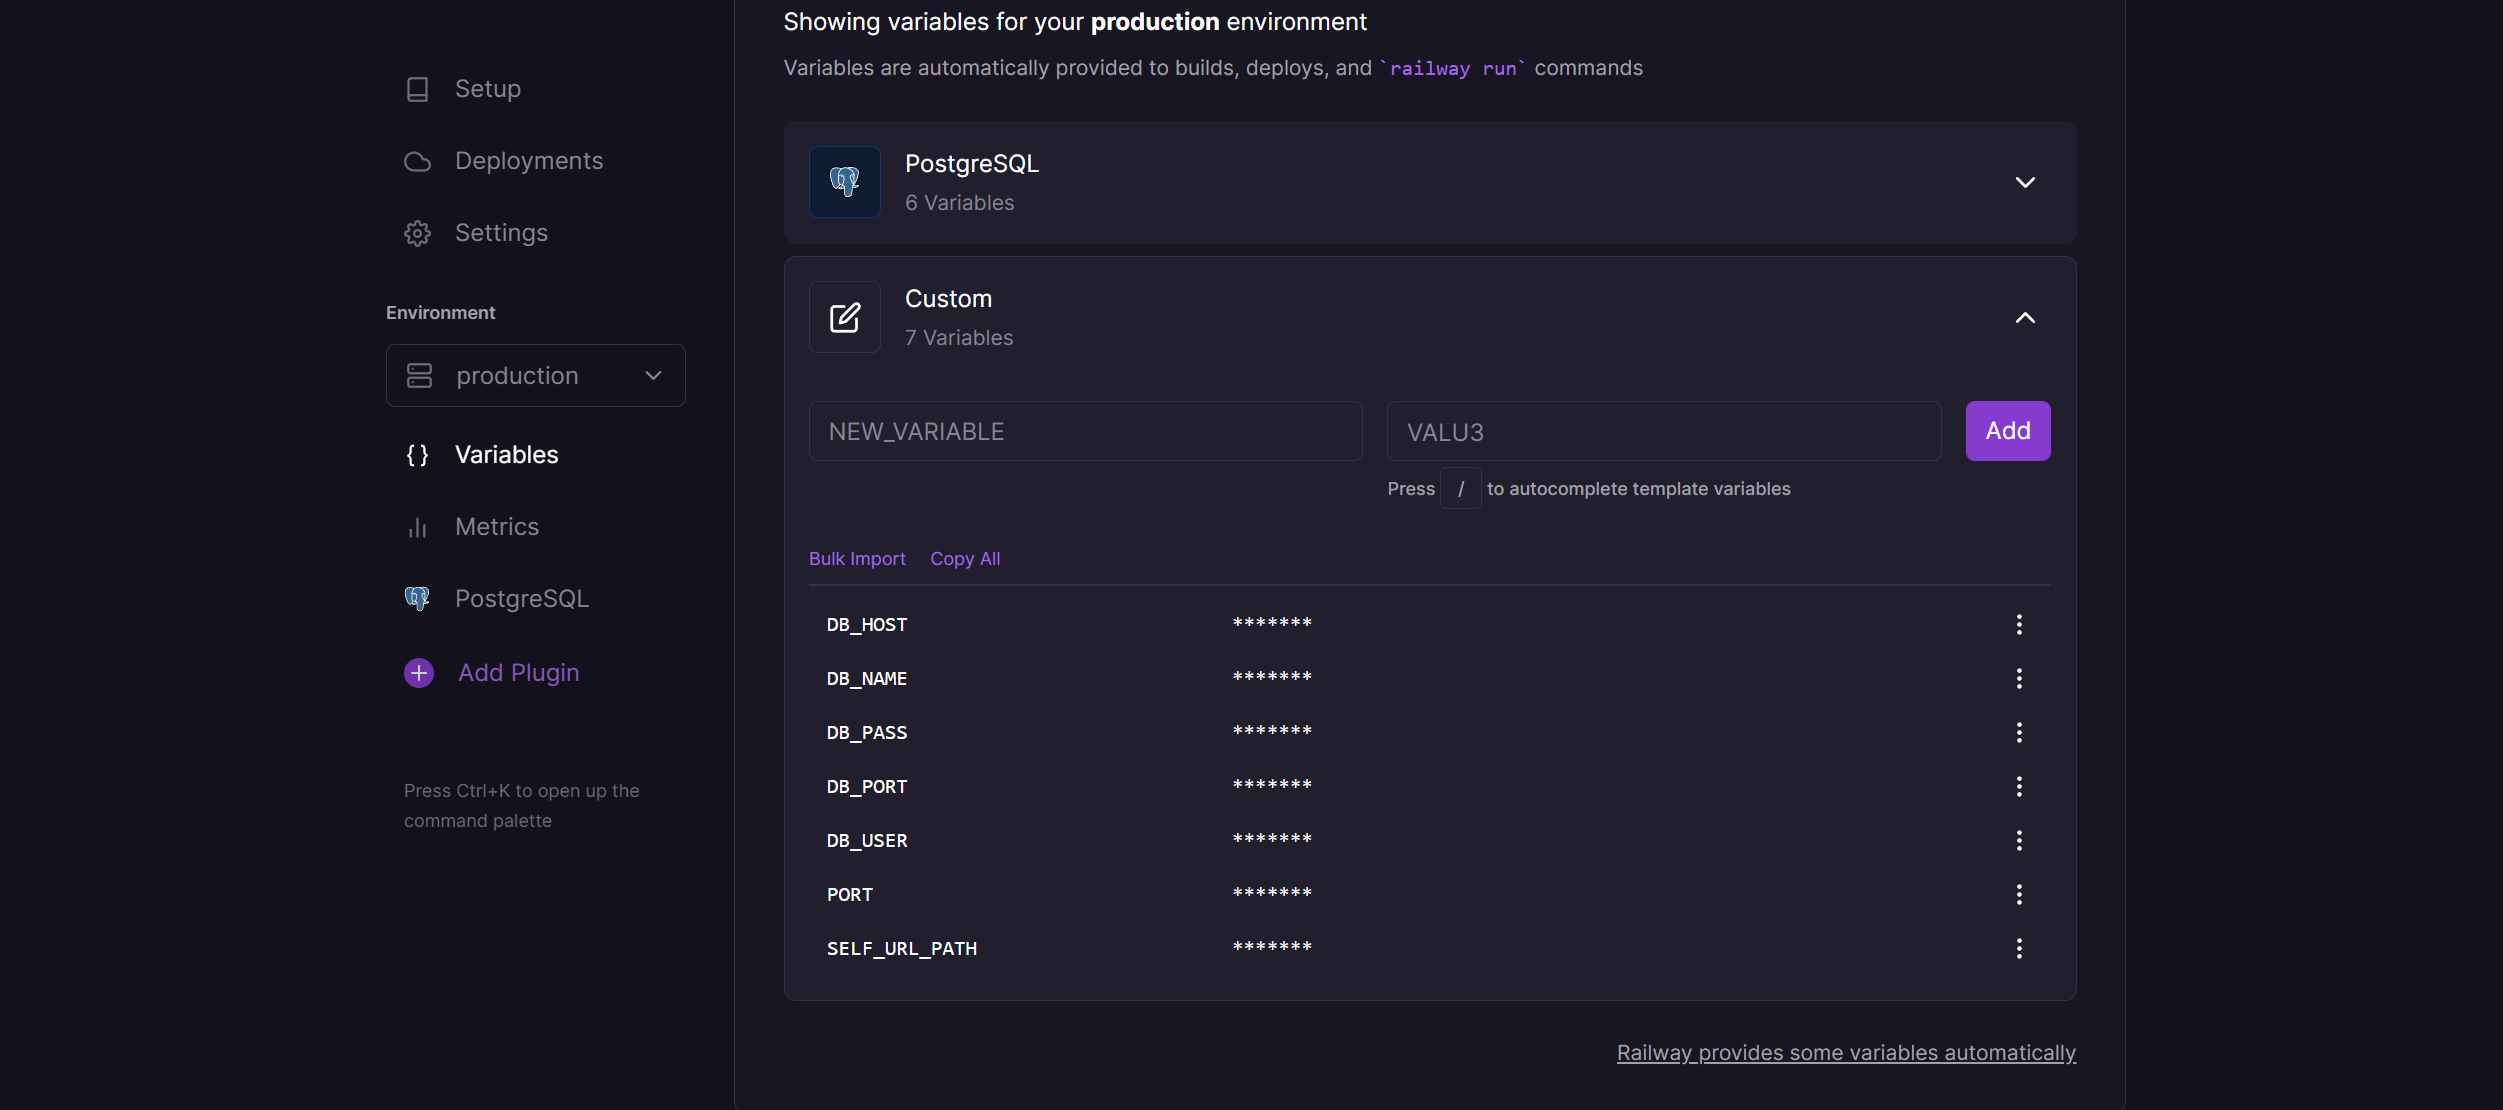 Setup
Deployments
Settings
Environment
production
{ } Variables
Metrics
PostgreSQL
Add Plugin
Press Ctrl+K to open up the
command palette
Showing variables for your production environment
Variables are automatically provided to builds, deploys, and `railway run` commands
PostgreSQL
6 Variables
Custom
7 Variables
NEW_VARIABLE VALU3 Add
Press / to autocomplete template variables
Bulk Import Copy All
DB_HOST *******
DB_NAME *******
DB_PASS *******
DB_PORT *******
DB_USER *******
PORT *******
SELF_URL_PATH *******
Railway provides some variables automatically